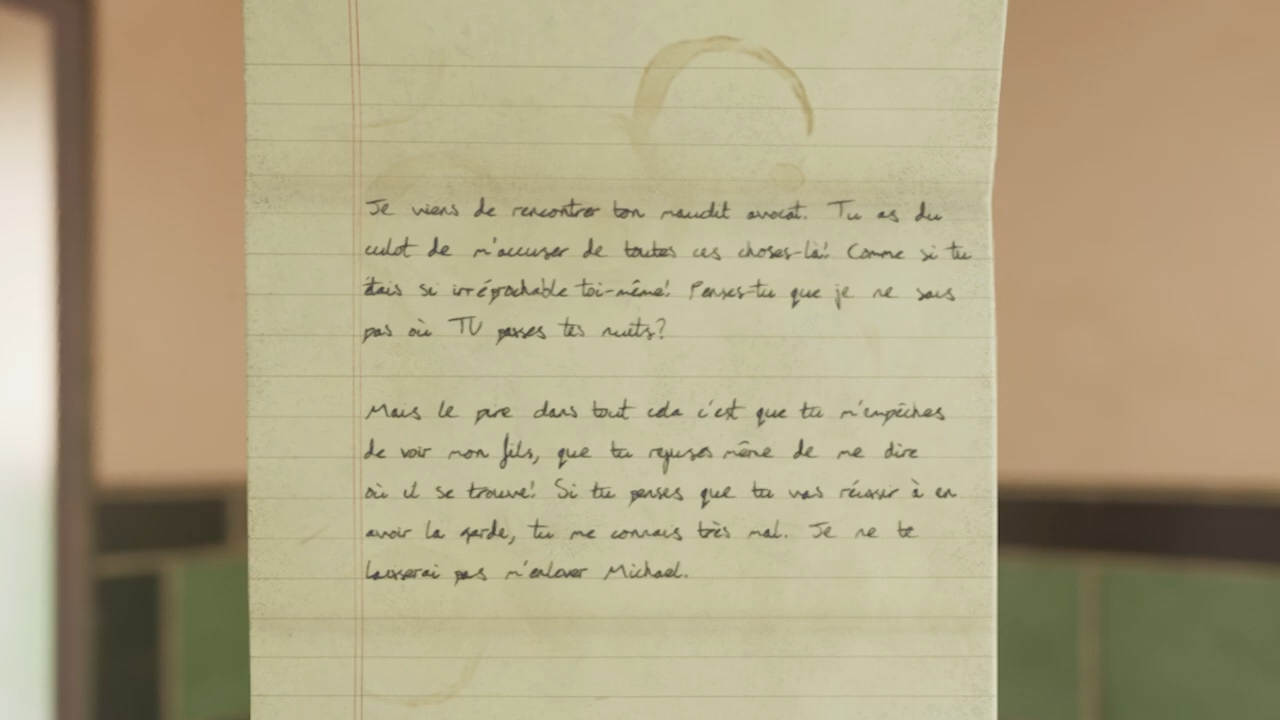 Je viens de rencontrer ton maudit avocat. Tu as du
culot de m'accuser de toutes ces choses-là! Comme si tu
étais si irréprochable toi-même! Penses-tu que je ne sais
pas où TU passes tes nuits?
Mais le pire dans tout cela c'est que tu m'empêches
de voir mon fils, que tu refuses même de me dire
où il se trouve! Si tu penses que tu vas réussir à en
avoir la garde, tu me connais très mal. Je ne te
laisserai pas m'enlever Michael.